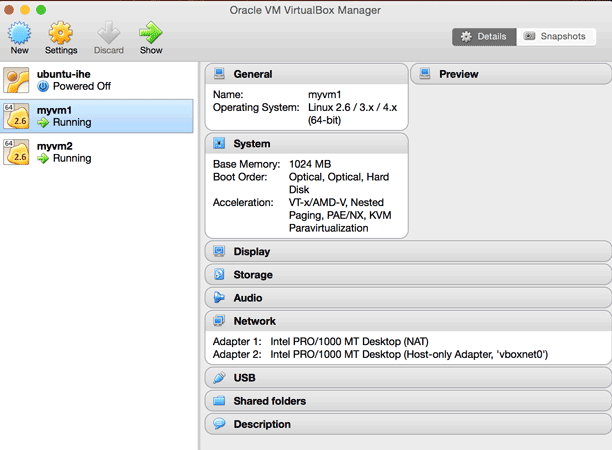 Oracle VM VirtualBox Manager
New Settings Discard Show
Details Snapshots
ubuntu-ihe
Powered Off
64
2.6
myvm1
Running
64
2.6
myvm2
Running
General
Name: myvm1
Operating System: Linux 2.6 / 3.x / 4.x
(64-bit)
Preview
System
Base Memory: 1024 MB
Boot Order: Optical, Optical, Hard
Disk
Acceleration: VT-x/AMD-V, Nested
Paging, PAE/NX, KVM
Paravirtualization
Display
Storage
Audio
Network
Adapter 1: Intel PRO/1000 MT Desktop (NAT)
Adapter 2: Intel PRO/1000 MT Desktop (Host-only Adapter, 'vboxnet0')
USB
Shared folders
Description